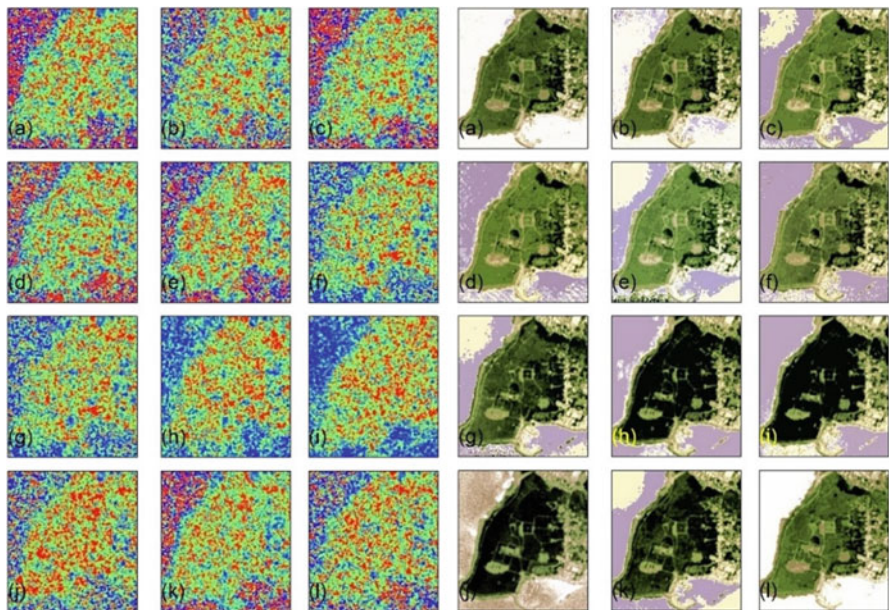 (a) (b) (c) (a) (b) (c)
(d) (e) (f) (d) (e) (f)
(g) (h) (i) (g) (h) (i)
(j) (k) (l) (j) (k) (l)